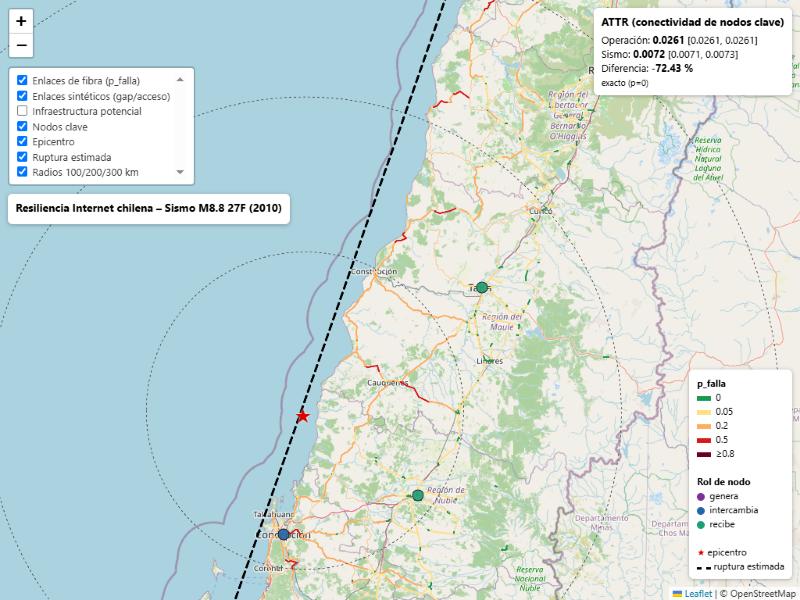 +
−
Enlaces de fibra (p_falla)
Enlaces sintéticos (gap/acceso)
Infraestructura potencial
Nodos clave
Epicentro
Ruptura estimada
Radios 100/200/300 km
Resiliencia Internet chilena – Sismo M8.8 27F (2010)
ATTR (conectividad de nodos clave)
Operación: 0.0261 [0.0261, 0.0261]
Sismo: 0.0072 [0.0071, 0.0073]
Diferencia: -72.43 %
exacto (p=0)
Región del
Libertador
General
Bernardo
O'Higgins
Reserva
Hídrica
Natural
Laguna
del Atuel
Curicó
Constitución
Región del
Maule
Linares
Cauquenes
Región de
Ñuble
Talcahuano
Coronel
Departamento
Minas
Departamento
Chos Ma
Reserva
Nacional
Ñuble
p_falla
0
0.05
0.2
0.5
≥0.8
Rol de nodo
genera
intercambia
recibe
epicentro
ruptura estimada
Leaflet | © OpenStreetMap